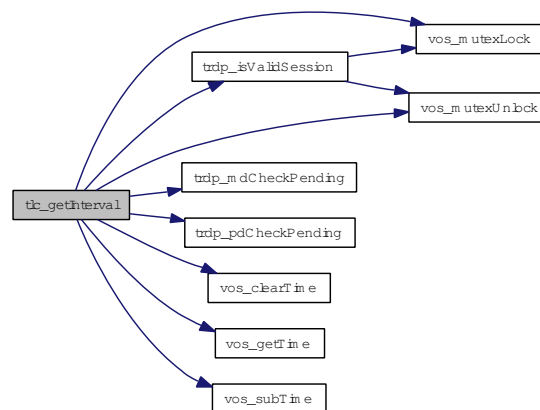 vos_mutexLock
trdp_isValidSession
vos_mutexUnlock
trdp_mdCheckPending
tlc_getInterval
trdp_pdCheckPending
vos_clearTime
vos_getTime
vos_subTime